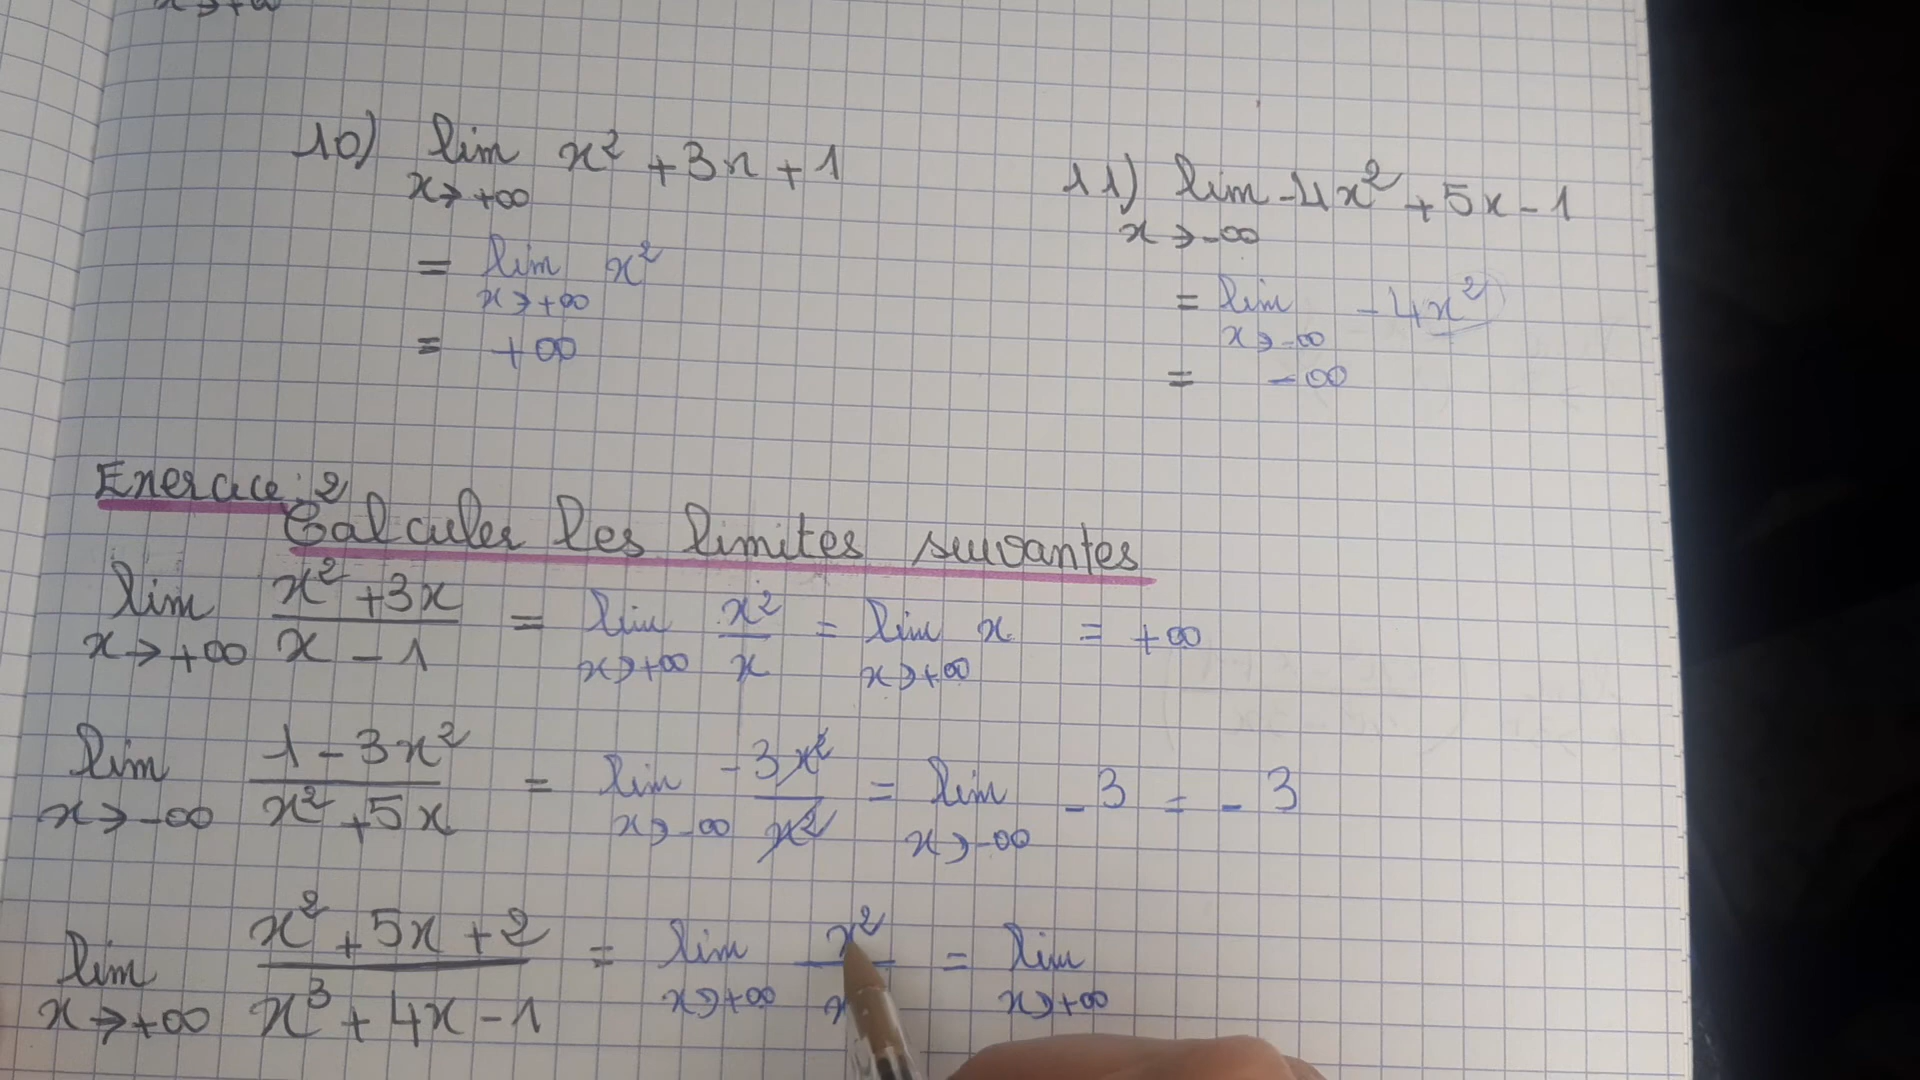 x→+∞
10) lim x² + 3x + 1
x→+∞
= lim x²
x→+∞
= +∞
11) lim -4x² + 5x - 1
x→-∞
= lim -4x²
x→-∞
= -∞
Exercice: 2
Calculer les limites suivantes
lim x² + 3x / x - 1 = lim x² / x = lim x = +∞
x→+∞ x→+∞ x→+∞
lim 1 - 3x² / x² + 5x = lim -3x² / x² = lim -3 = -3
x→-∞ x→-∞ x→-∞
lim x² + 5x + 2 / x³ + 4x - 1 = lim x² / x = lim
x→+∞ x→+∞ x→+∞